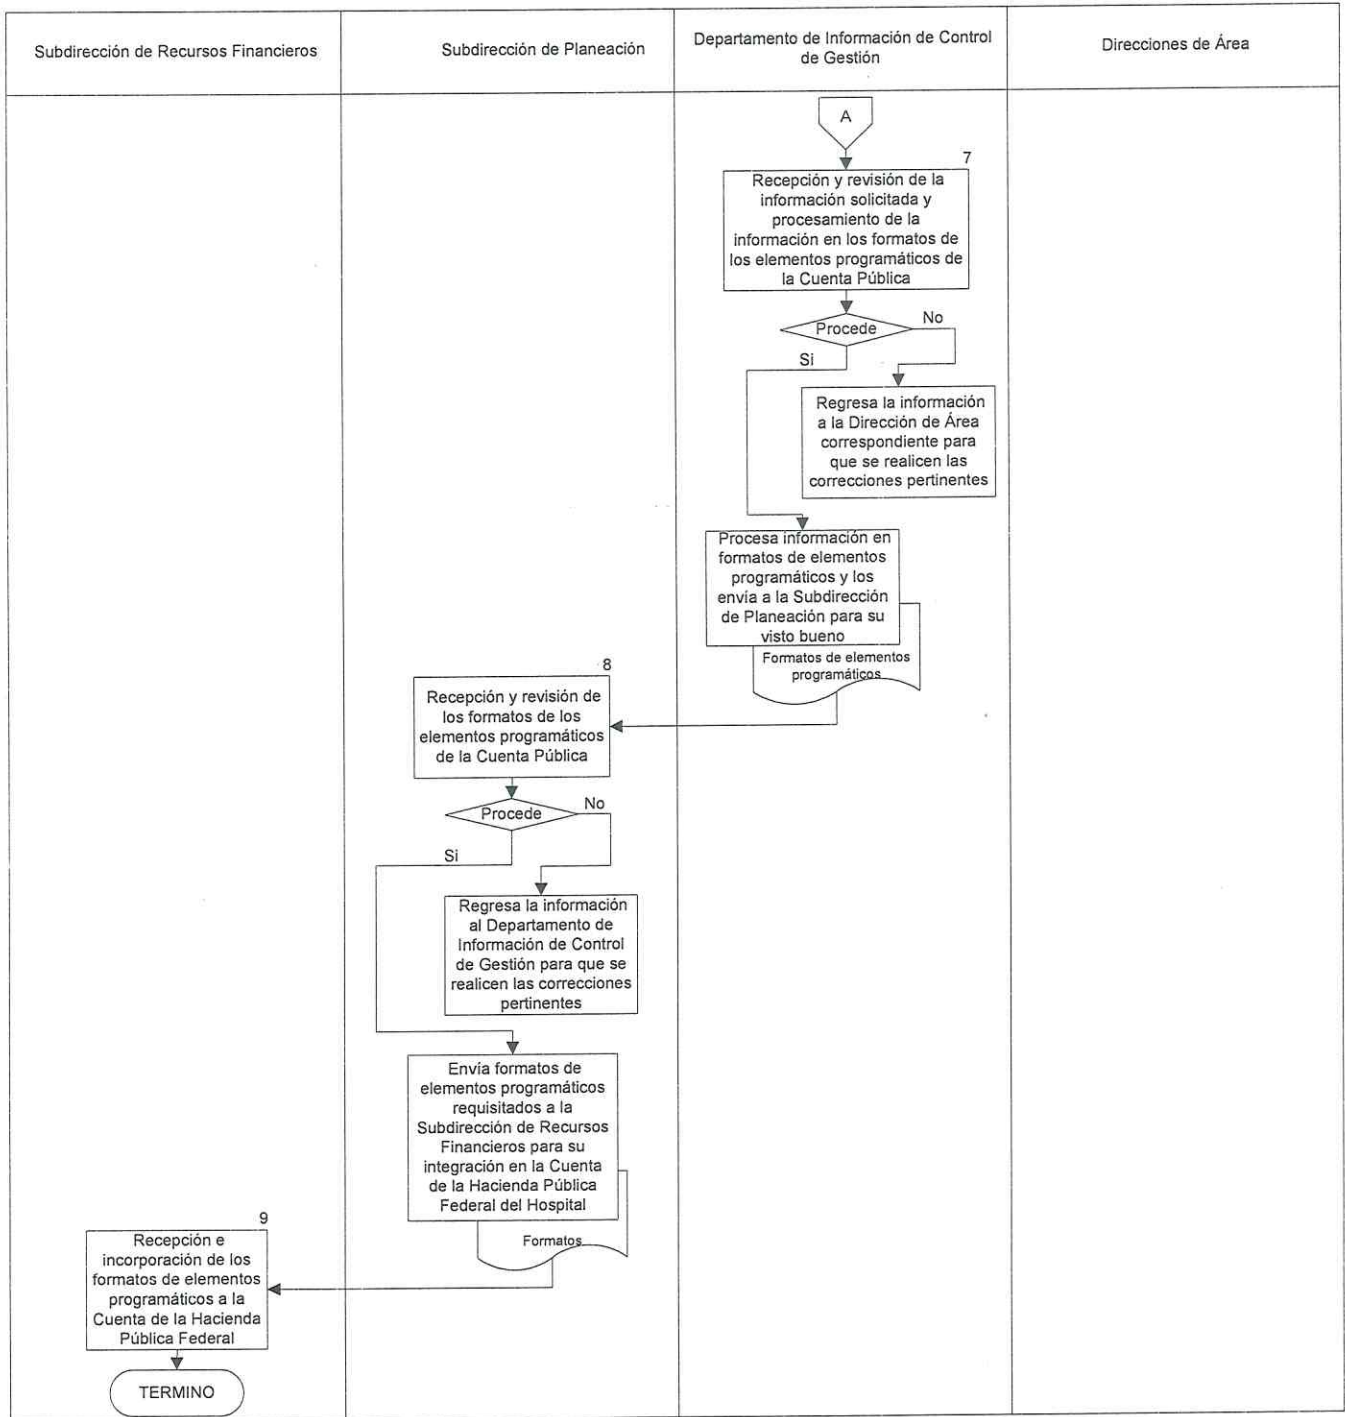 Subdirección de Recursos Financieros
Subdirección de Planeación
Departamento de Información de Control
de Gestión
Direcciones de Área
A
7
Recepción y revisión de la
información solicitada y
procesamiento de la
información en los formatos de
los elementos programáticos de
la Cuenta Pública
Procede
No
Si
Regresa la información
a la Dirección de Área
correspondiente para
que se realicen las
correcciones pertinentes
Procesa información en
formatos de elementos
programáticos y los
envía a la Subdirección
de Planeación para su
visto bueno
Formatos de elementos
programáticos
8
Recepción y revisión de
los formatos de los
elementos programáticos
de la Cuenta Pública
Procede
No
Si
Regresa la información
al Departamento de
Información de Control
de Gestión para que se
realicen las correcciones
pertinentes
Envía formatos de
elementos programáticos
requisitados a la
Subdirección de Recursos
Financieros para su
integración en la Cuenta
de la Hacienda Pública
Federal del Hospital
Formatos
9
Recepción e
incorporación de los
formatos de elementos
programáticos a la
Cuenta de la Hacienda
Pública Federal
TERMINO